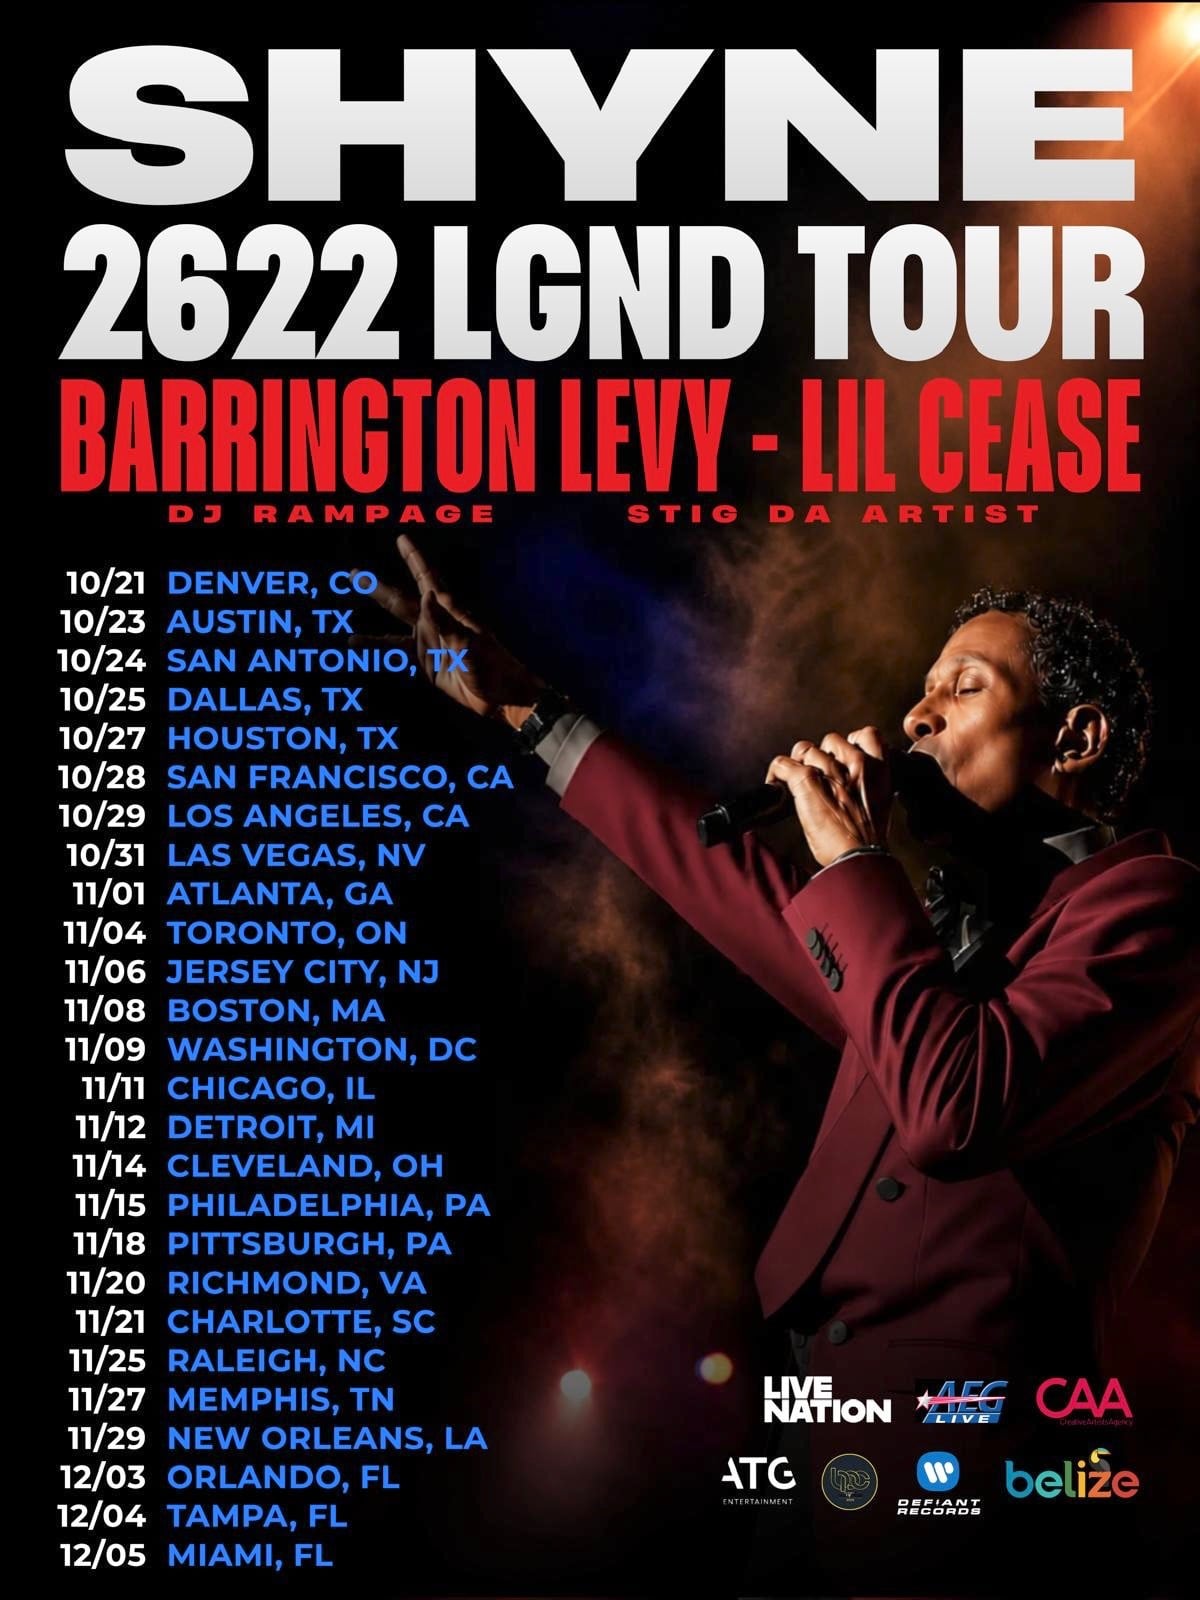 SHYNE
2622 LGND TOUR
BARRINGTON LEVY - LIL CEASE
DJ RAMPAGE STIG DA ARTIST
10/21 DENVER, CO
10/23 AUSTIN, TX
10/24 SAN ANTONIO, TX
10/25 DALLAS, TX
10/27 HOUSTON, TX
10/28 SAN FRANCISCO, CA
10/29 LOS ANGELES, CA
10/31 LAS VEGAS, NV
11/01 ATLANTA, GA
11/04 TORONTO, ON
11/06 JERSEY CITY, NJ
11/08 BOSTON, MA
11/09 WASHINGTON, DC
11/11 CHICAGO, IL
11/12 DETROIT, MI
11/14 CLEVELAND, OH
11/15 PHILADELPHIA, PA
11/18 PITTSBURGH, PA
11/20 RICHMOND, VA
11/21 CHARLOTTE, SC
11/25 RALEIGH, NC
11/27 MEMPHIS, TN
11/29 NEW ORLEANS, LA
12/03 ORLANDO, FL
12/04 TAMPA, FL
12/05 MIAMI, FL
LIVE
NATION
AEG
LIVE
CAA
CreativeArtistsAgency
ATG
ENTERTAINMENT
DEFIANT
RECORDS
belize